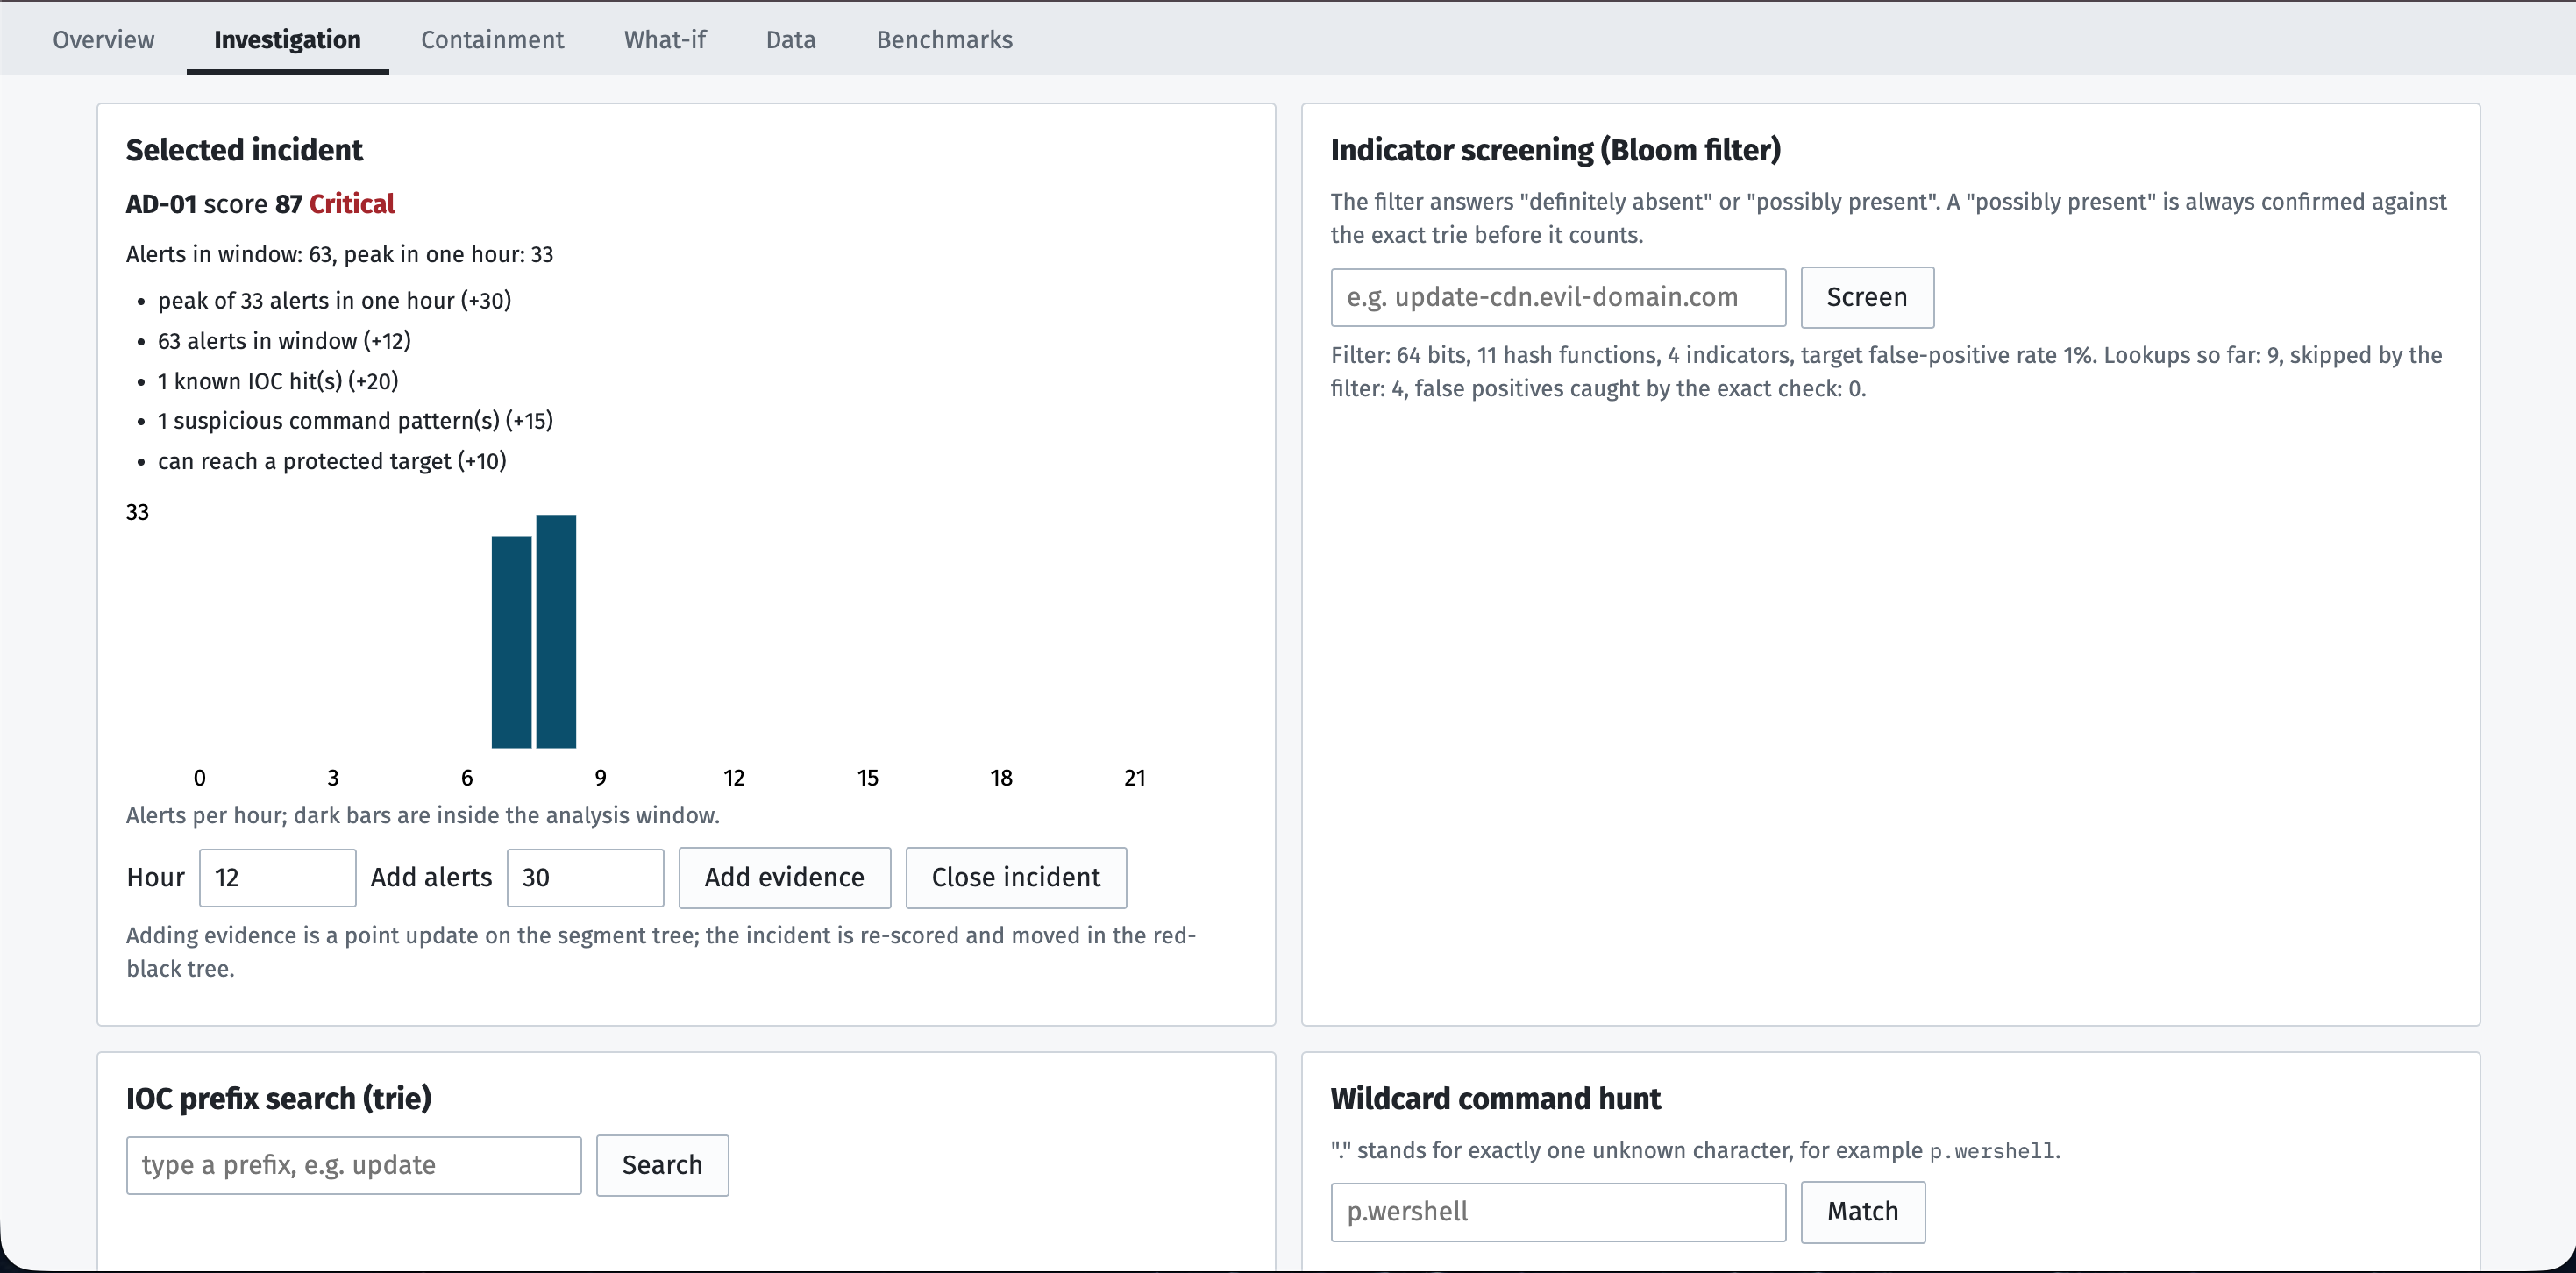 Overview Investigation Containment What-if Data Benchmarks
Selected incident
AD-01 score 87 Critical
Alerts in window: 63, peak in one hour: 33
• peak of 33 alerts in one hour (+30)
• 63 alerts in window (+12)
• 1 known IOC hit(s) (+20)
• 1 suspicious command pattern(s) (+15)
• can reach a protected target (+10)
33
0 3 6 9 12 15 18 21
Alerts per hour; dark bars are inside the analysis window.
Hour 12 Add alerts 30 Add evidence Close incident
Adding evidence is a point update on the segment tree; the incident is re-scored and moved in the red-
black tree.
Indicator screening (Bloom filter)
The filter answers "definitely absent" or "possibly present". A "possibly present" is always confirmed against
the exact trie before it counts.
e.g. update-cdn.evil-domain.com Screen
Filter: 64 bits, 11 hash functions, 4 indicators, target false-positive rate 1%. Lookups so far: 9, skipped by the
filter: 4, false positives caught by the exact check: 0.
IOC prefix search (trie)
type a prefix, e.g. update Search
Wildcard command hunt
"." stands for exactly one unknown character, for example p.wershell.
p.wershell Match